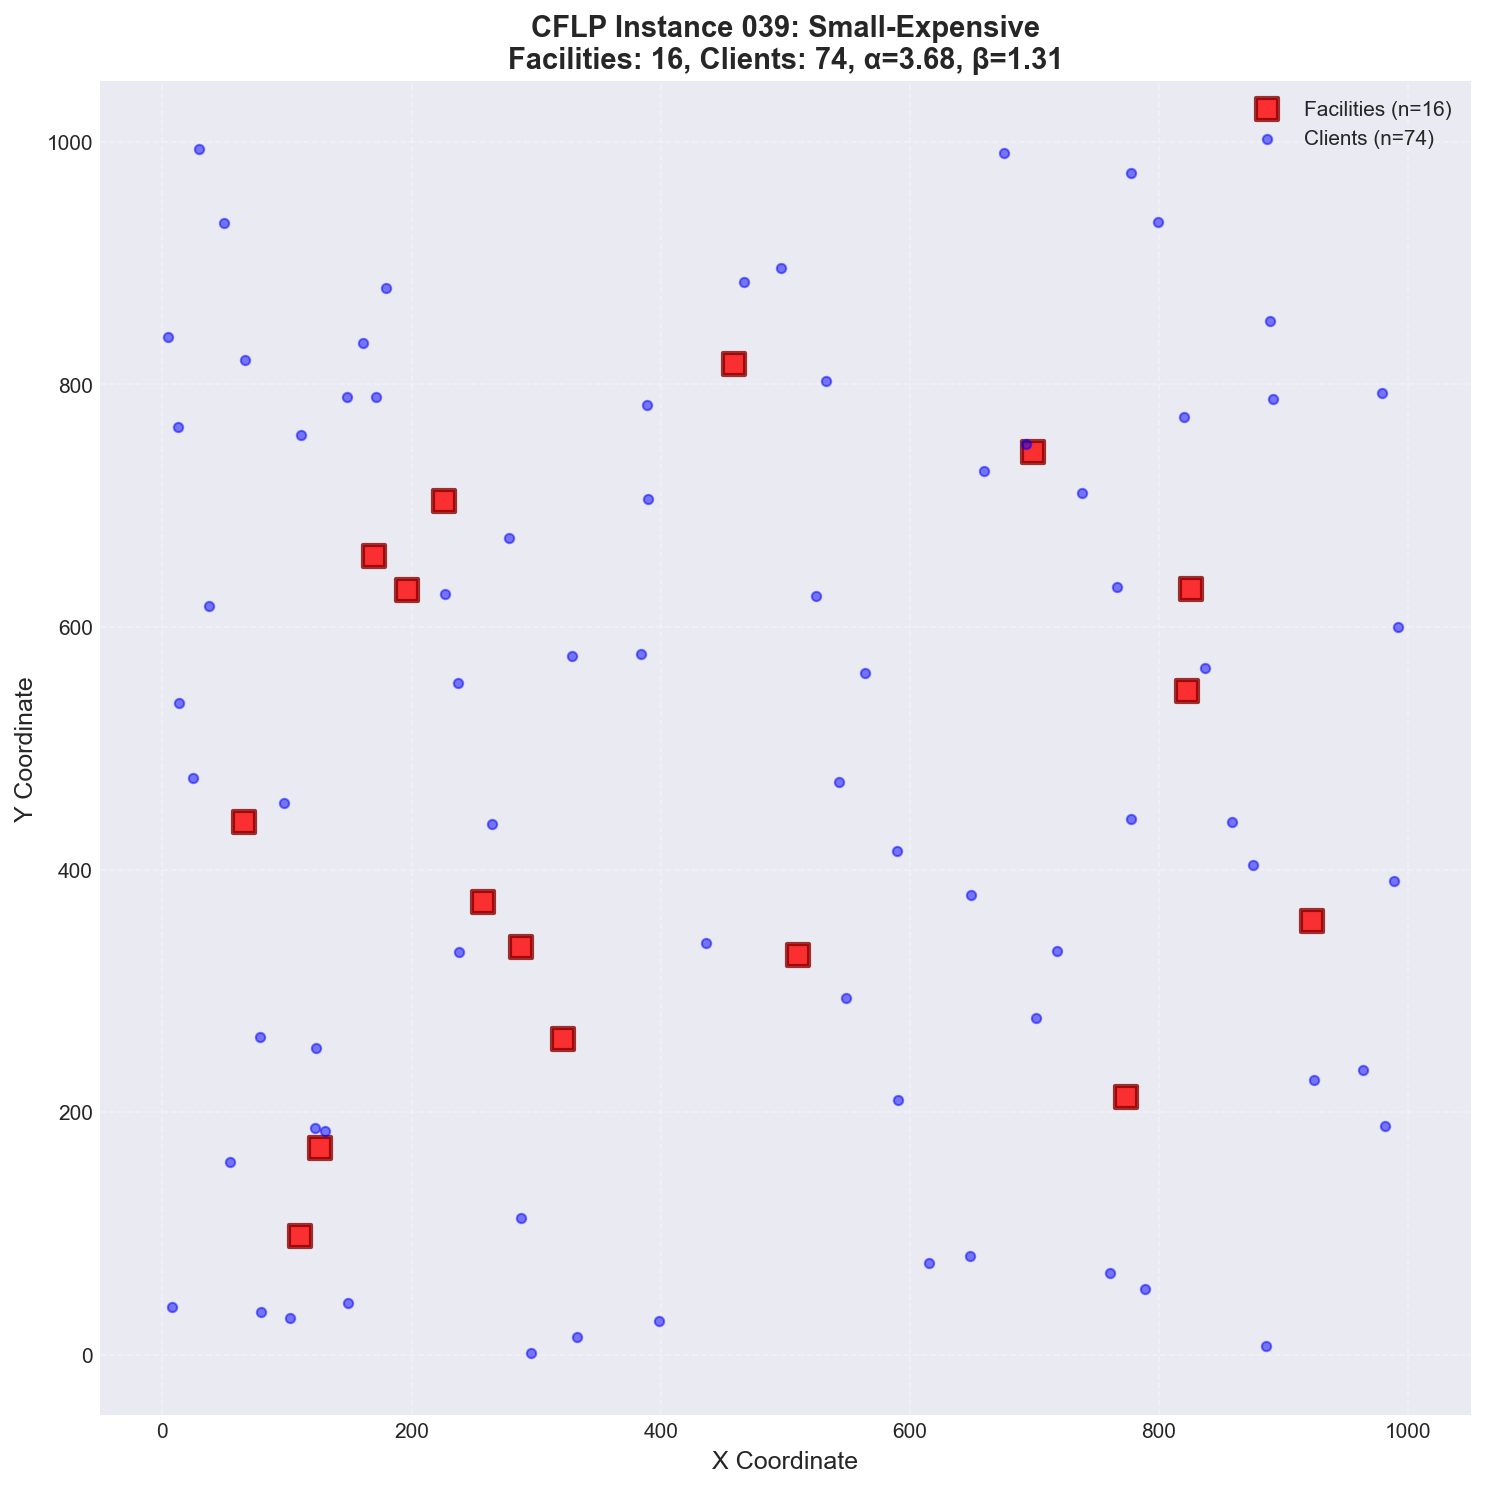 CFLP Instance 039: Small-Expensive
Facilities: 16, Clients: 74, α=3.68, β=1.31
Facilities (n=16)
Clients (n=74)
1000
800
600
400
200
0
Y Coordinate
0 200 400 600 800 1000
X Coordinate